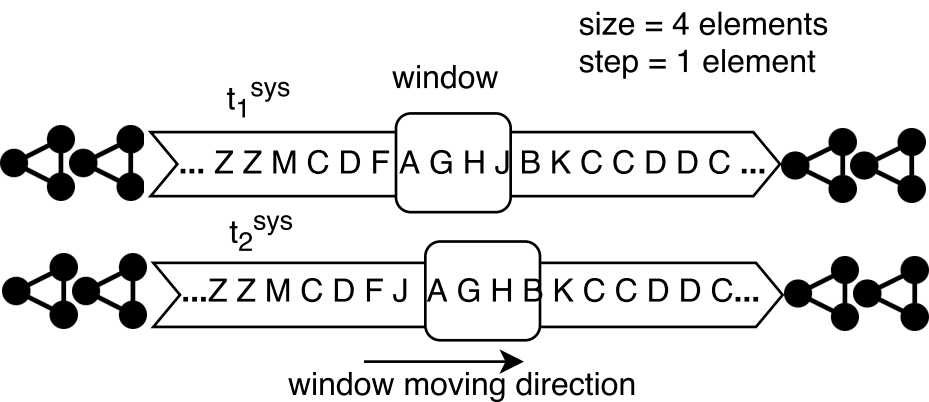 size = 4 elements
step = 1 element
window
t₁ˢʸˢ
... Z Z M C D F A G H J B K C C D D C ...
t₂ˢʸˢ
...Z Z M C D F J A G H B K C C D D C...
window moving direction